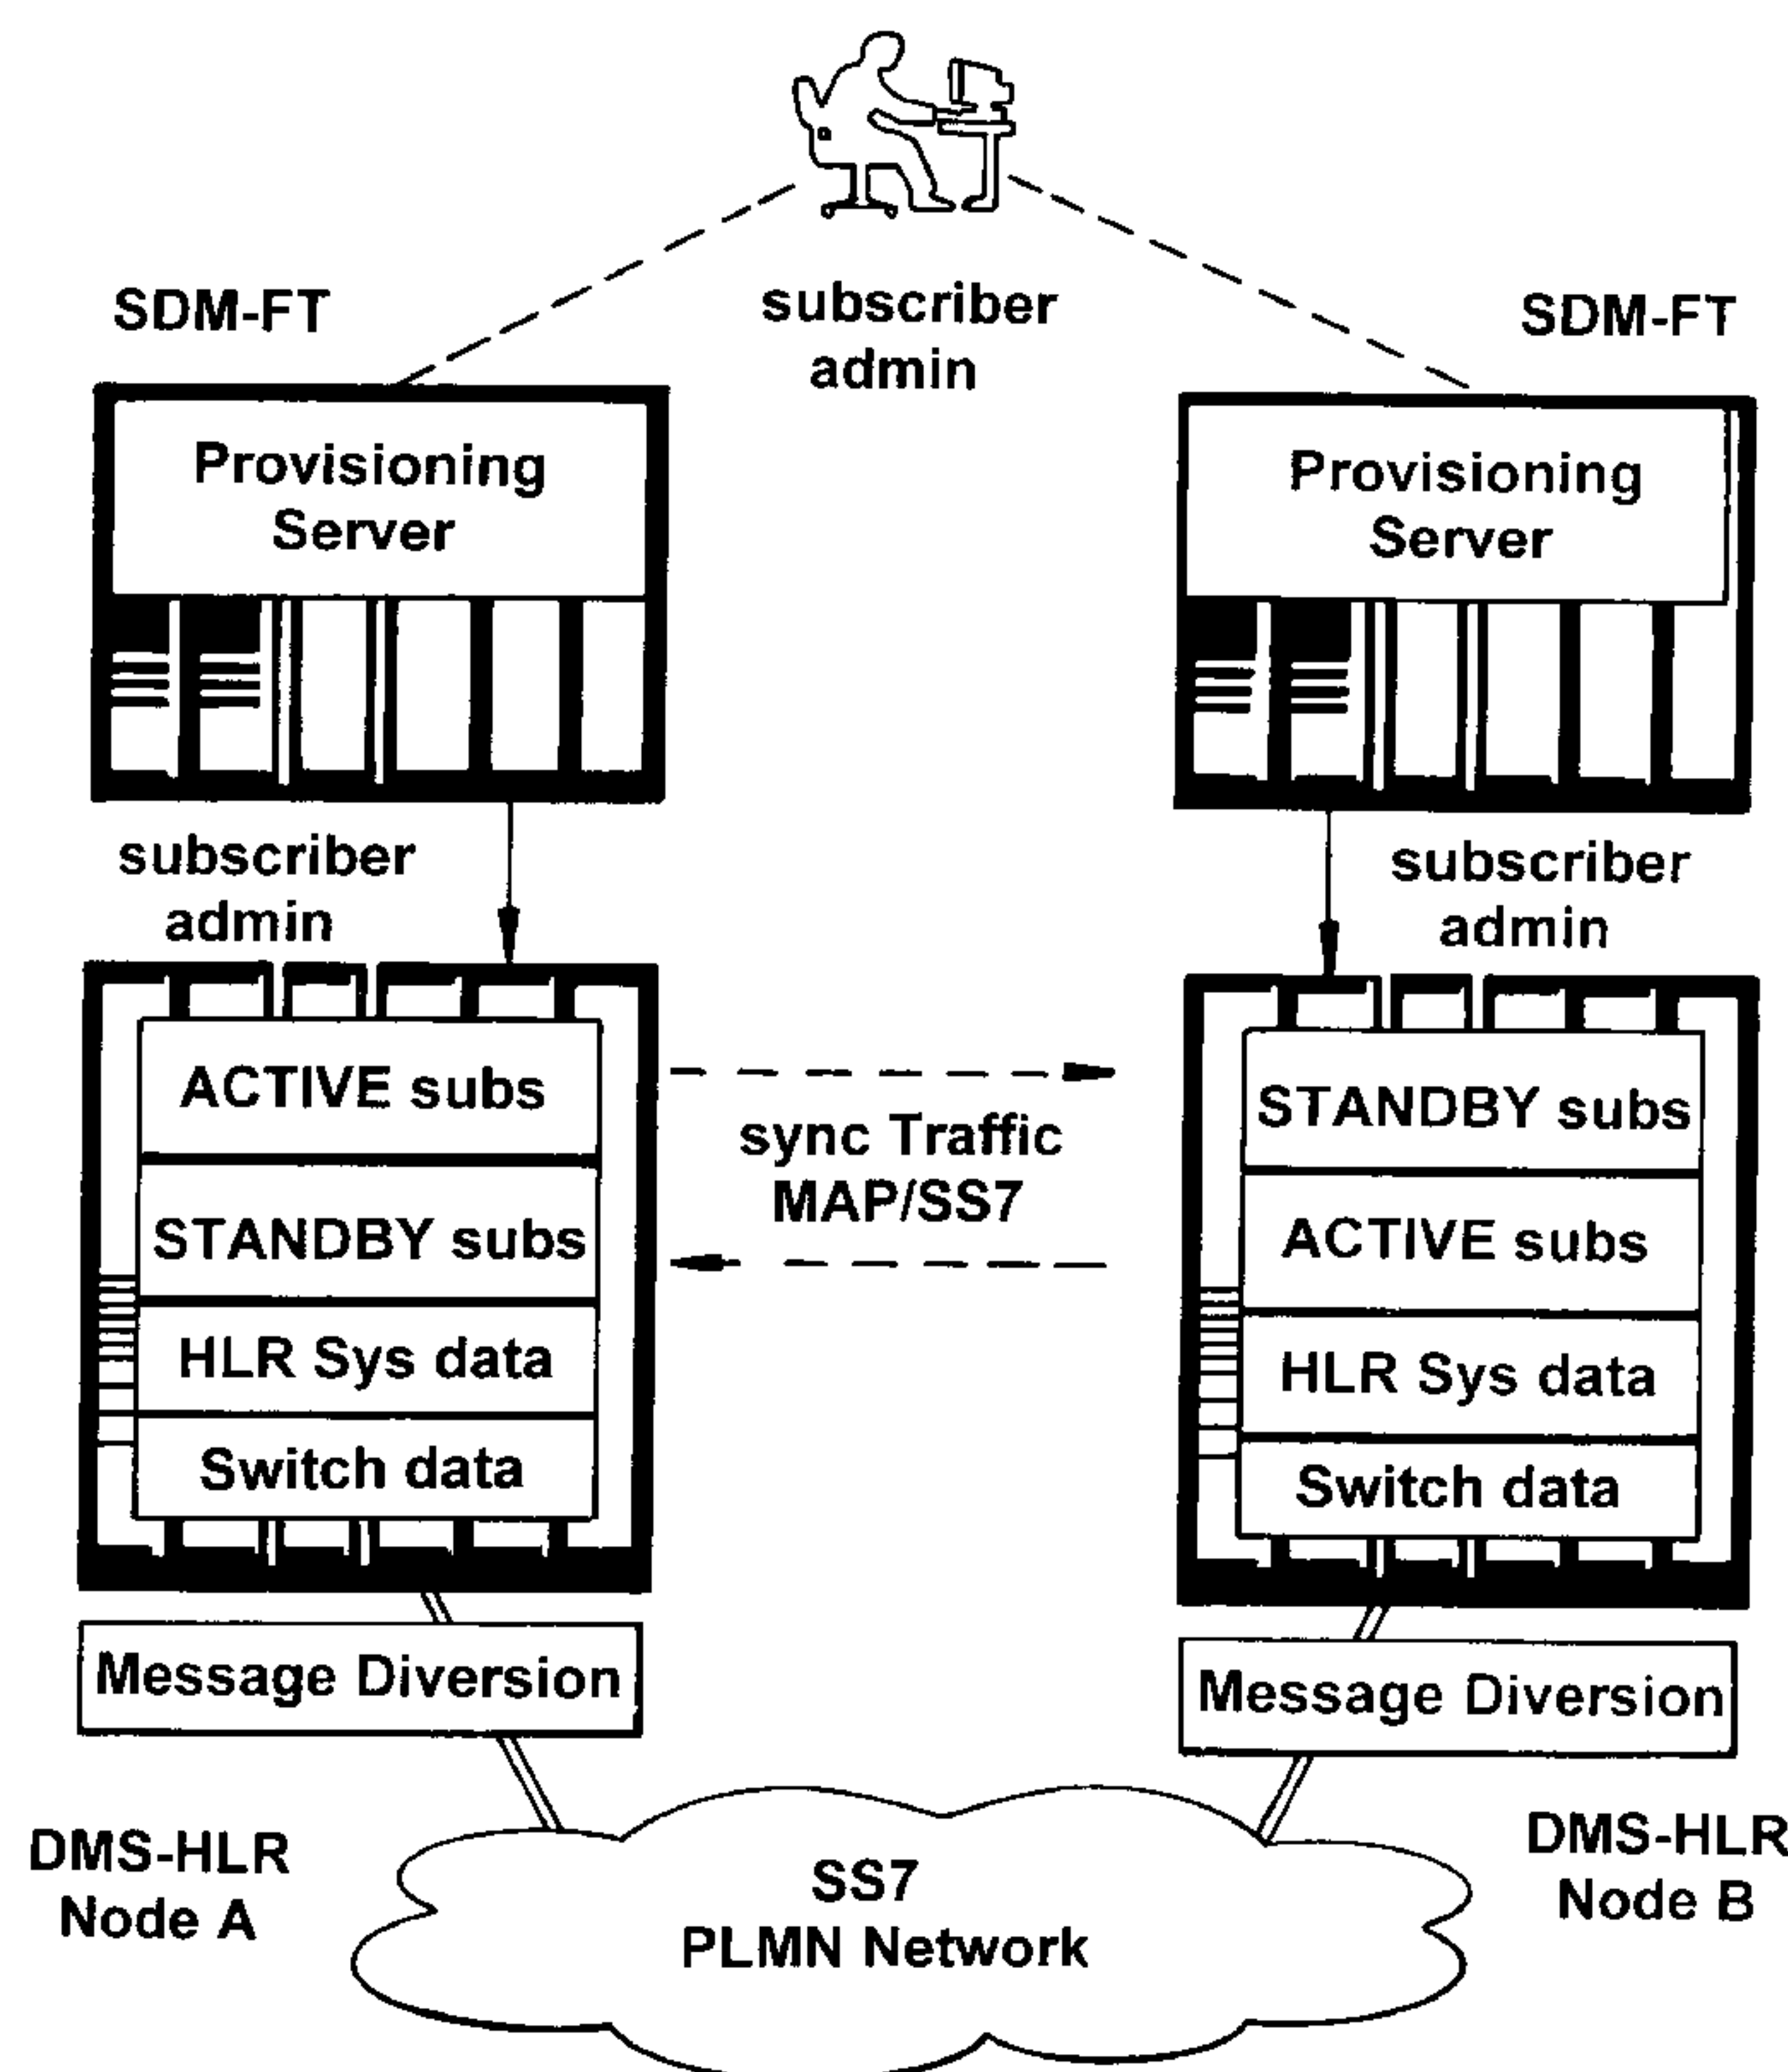 subscriber
admin
SDM-FT
SDM-FT
Provisioning
Server
Provisioning
Server
subscriber
admin
subscriber
admin
ACTIVE subs
STANDBY subs
HLR Sys data
Switch data
sync Traffic
MAP/SS7
STANDBY subs
ACTIVE subs
HLR Sys data
Switch data
Message Diversion
Message Diversion
DMS-HLR
Node A
SS7
PLMN Network
DMS-HLR
Node B